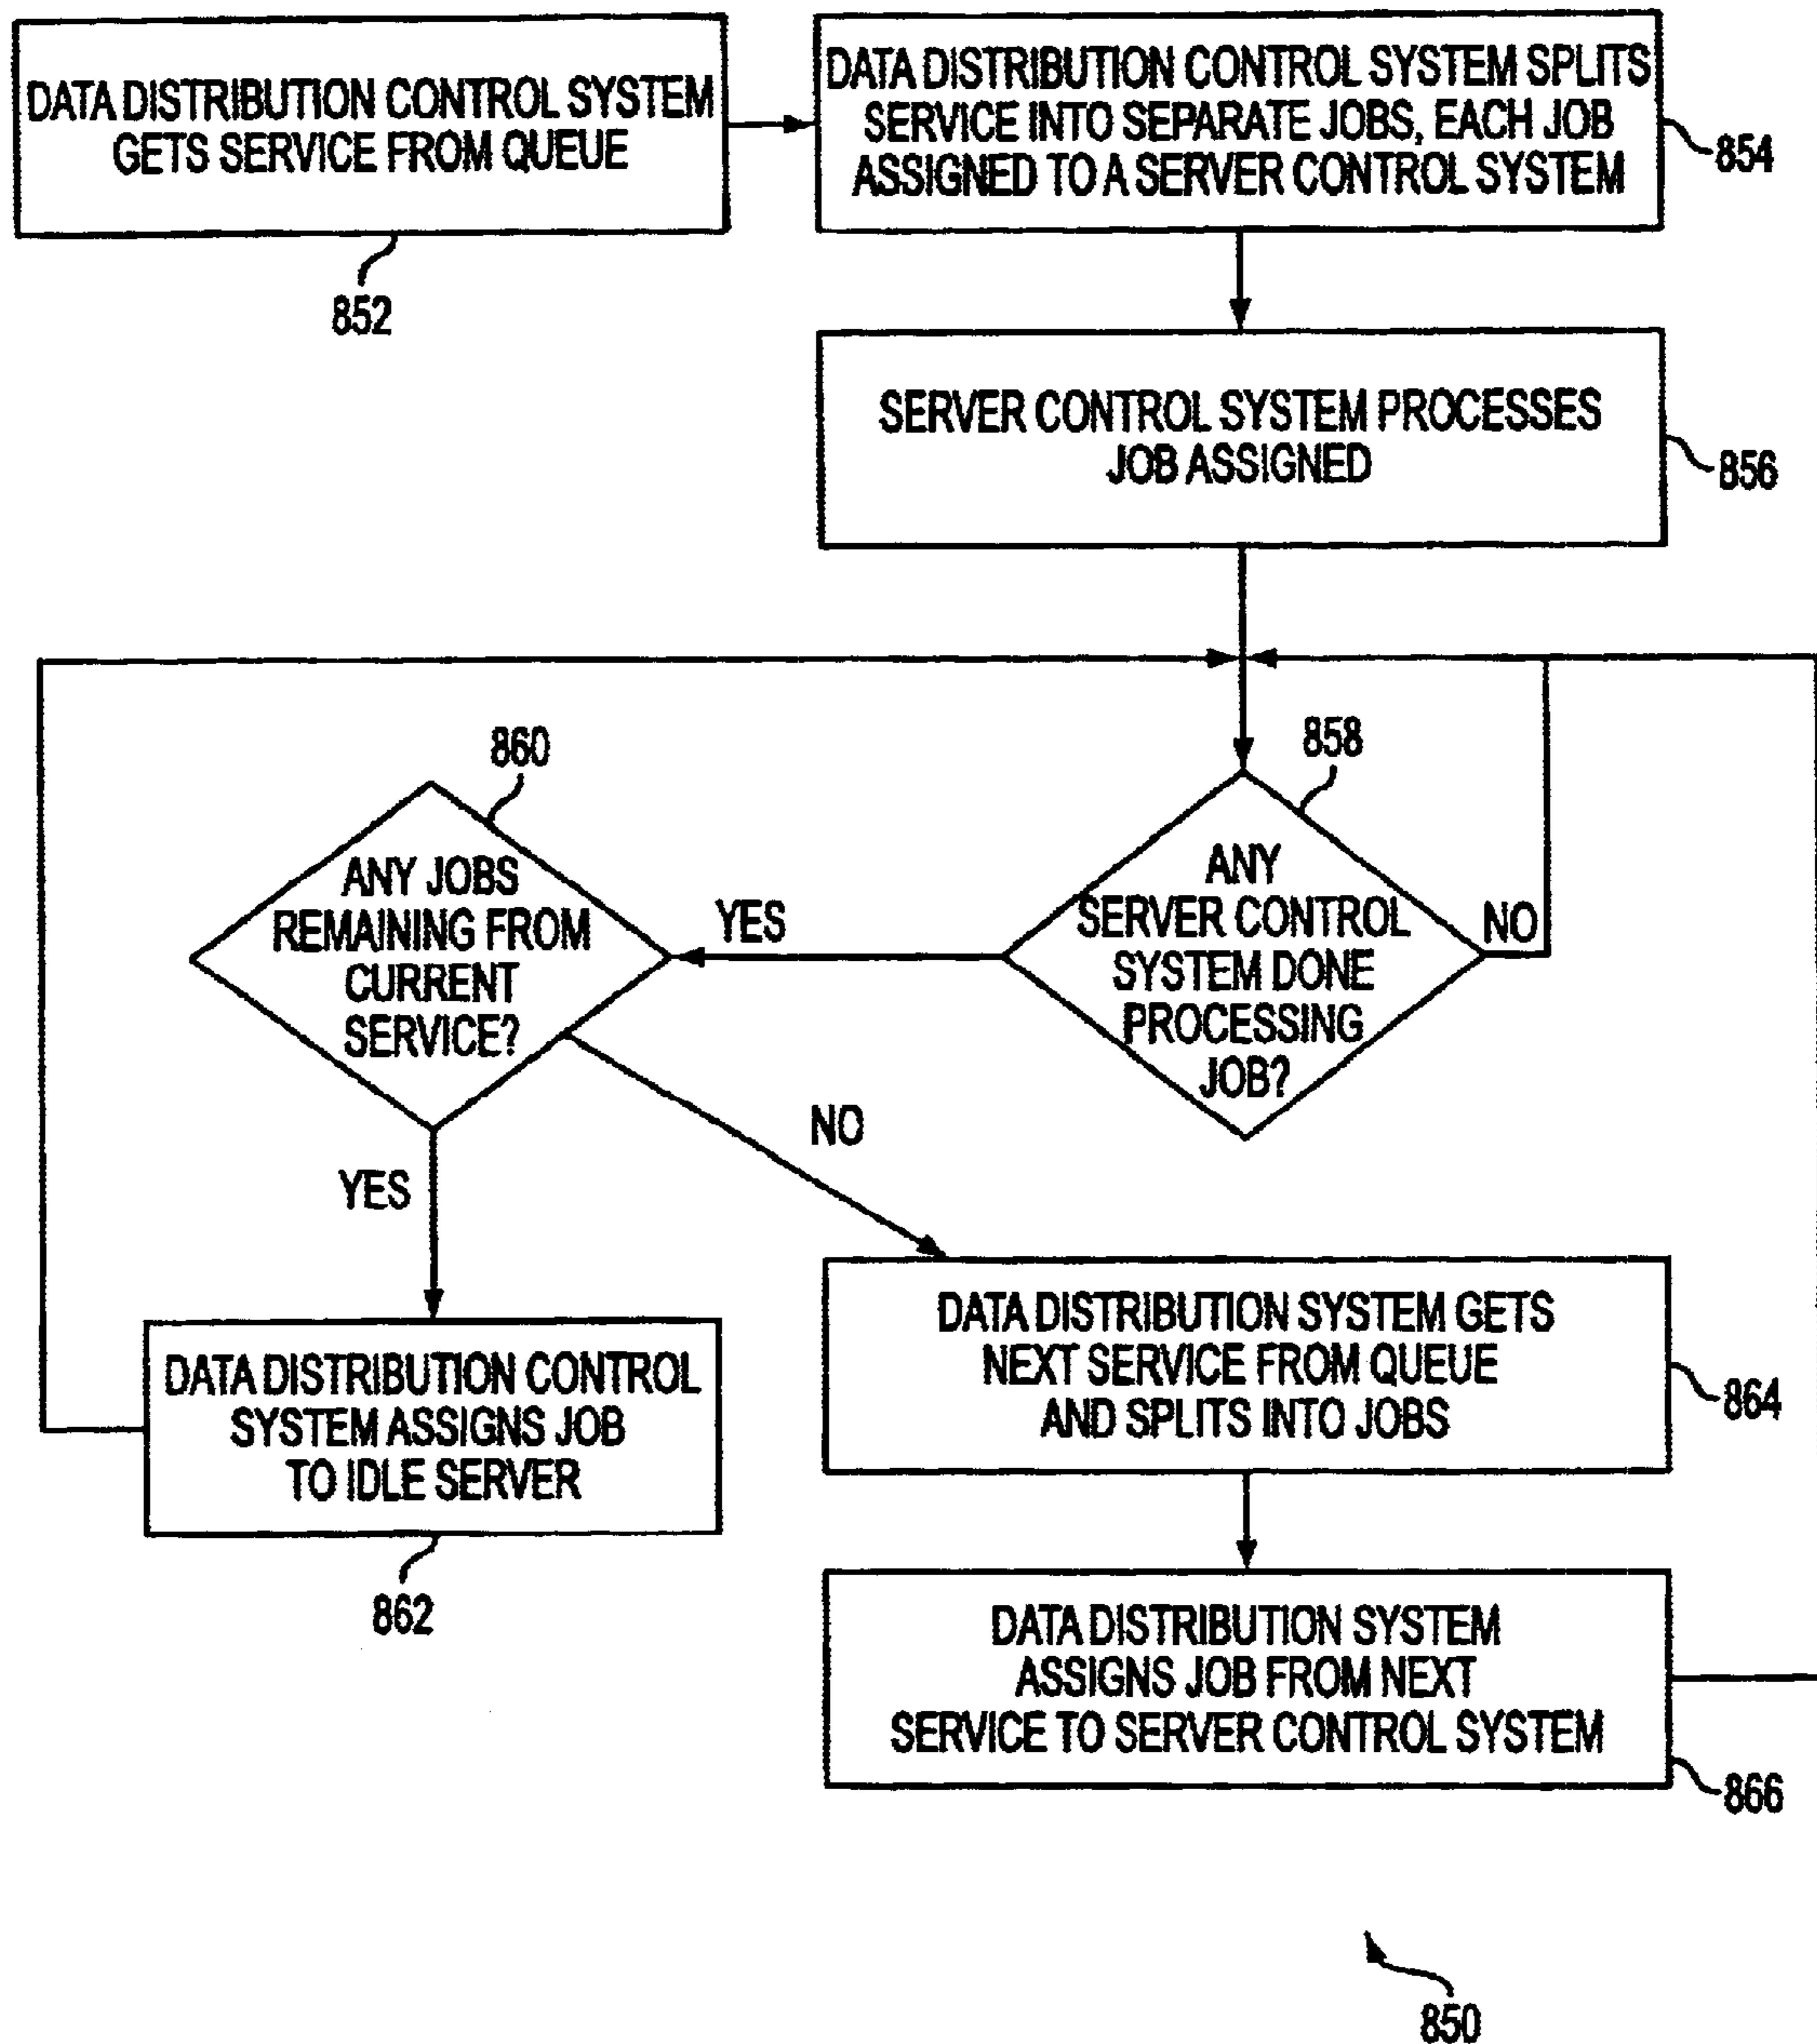 DATA DISTRIBUTION CONTROL SYSTEM
GETS SERVICE FROM QUEUE
852
DATA DISTRIBUTION CONTROL SYSTEM SPLITS
SERVICE INTO SEPARATE JOBS, EACH JOB
ASSIGNED TO A SERVER CONTROL SYSTEM
854
SERVER CONTROL SYSTEM PROCESSES
JOB ASSIGNED
856
858
ANY
SERVER CONTROL
SYSTEM DONE
PROCESSING
JOB?
NO
YES
860
ANY JOBS
REMAINING FROM
CURRENT
SERVICE?
YES
NO
DATA DISTRIBUTION CONTROL
SYSTEM ASSIGNS JOB
TO IDLE SERVER
862
DATA DISTRIBUTION SYSTEM GETS
NEXT SERVICE FROM QUEUE
AND SPLITS INTO JOBS
864
DATA DISTRIBUTION SYSTEM
ASSIGNS JOB FROM NEXT
SERVICE TO SERVER CONTROL SYSTEM
866
850